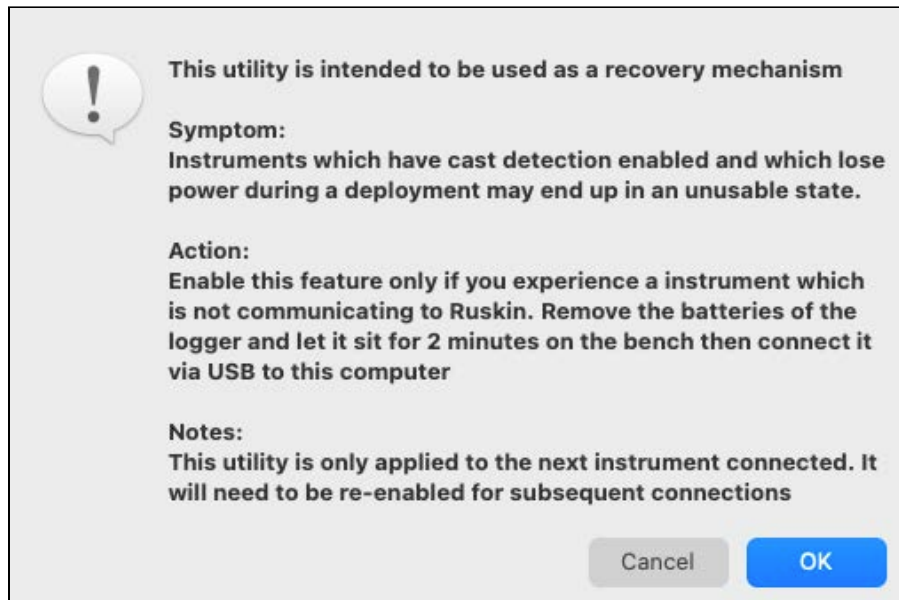 This utility is intended to be used as a recovery mechanism
Symptom:
Instruments which have cast detection enabled and which lose
power during a deployment may end up in an unusable state.
Action:
Enable this feature only if you experience a instrument which
is not communicating to Ruskin. Remove the batteries of the
logger and let it sit for 2 minutes on the bench then connect it
via USB to this computer
Notes:
This utility is only applied to the next instrument connected. It
will need to be re-enabled for subsequent connections
Cancel
OK